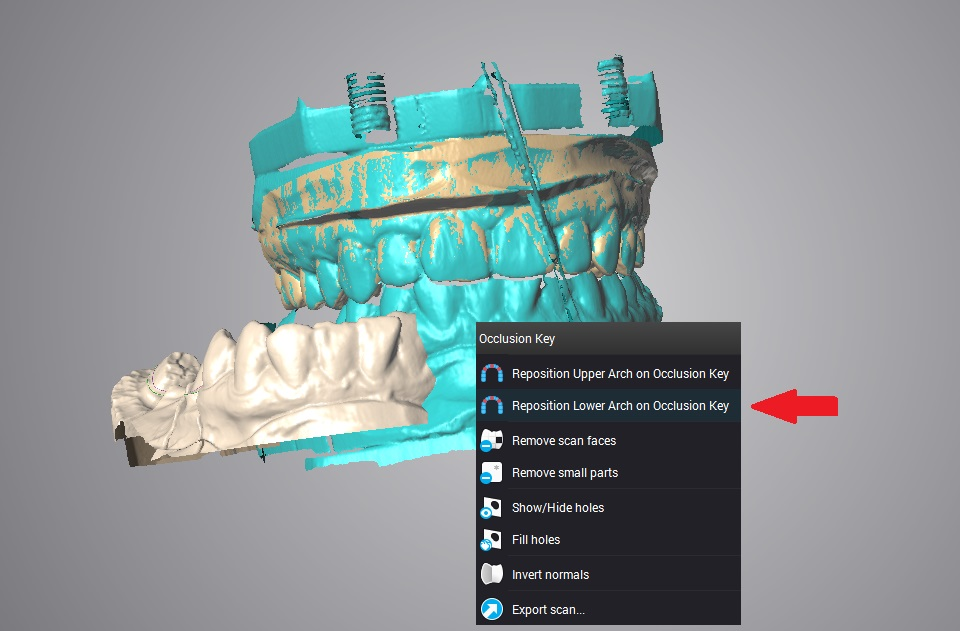 Occlusion Key
Reposition Upper Arch on Occlusion Key
Reposition Lower Arch on Occlusion Key
Remove scan faces
Remove small parts
Show/Hide holes
Fill holes
Invert normals
Export scan...